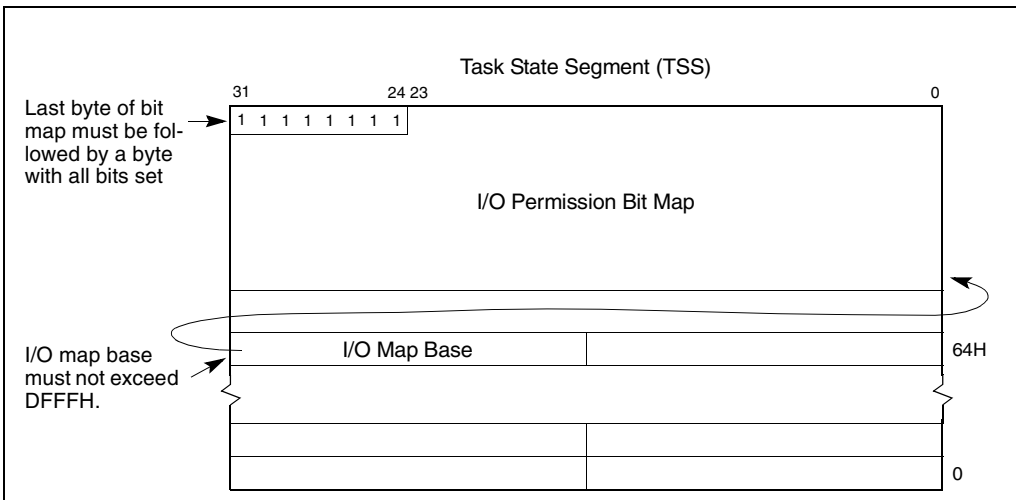 Task State Segment (TSS)
31 24 23 0
Last byte of bit
map must be fol-
lowed by a byte
with all bits set
1 1 1 1 1 1 1 1
I/O Permission Bit Map
I/O map base
must not exceed
DFFFH.
I/O Map Base
64H
0